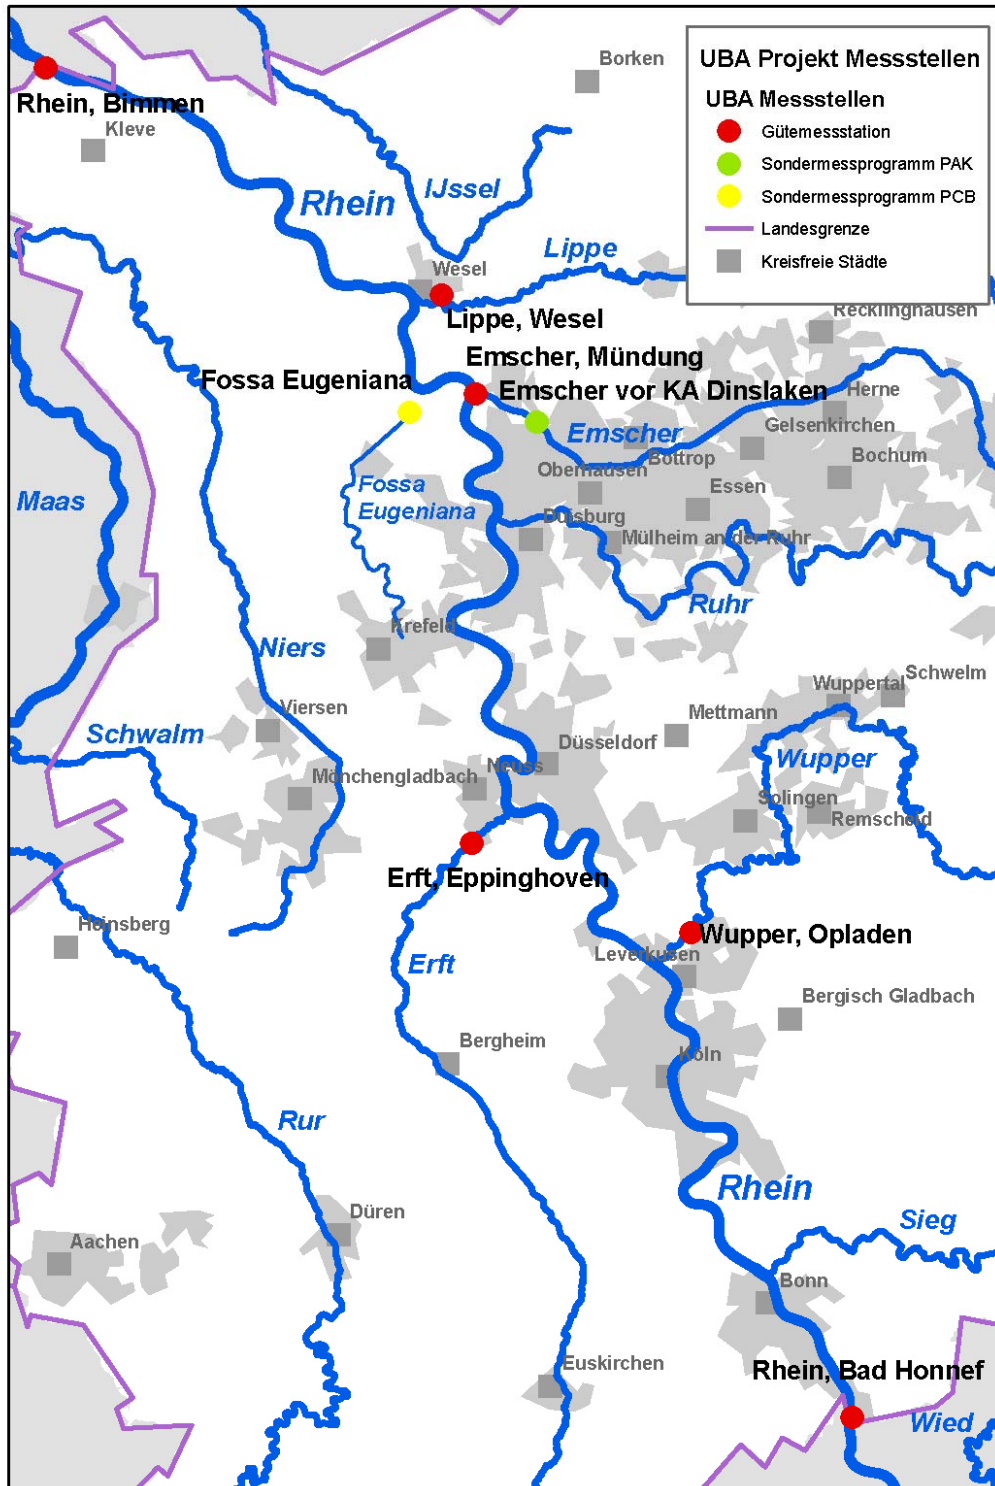 UBA Projekt Messstellen
UBA Messstellen
Gütemessstation
Sondermessprogramm PAK
Sondermessprogramm PCB
Landesgrenze
Kreisfreie Städte
Borken
Rhein, Bimmen
Kleve
IJssel
Rhein
Lippe
Wesel
Lippe, Wesel
Recklinghausen
Emscher, Mündung
Fossa Eugeniana
Emscher vor KA Dinslaken
Herne
Gelsenkirchen
Emscher
Bottrop
Bochum
Oberhausen
Fossa
Eugeniana
Essen
Maas
Duisburg
Mülheim an der Ruhr
Ruhr
Krefeld
Niers
Schwelm
Wuppertal
Viersen
Mettmann
Schwalm
Düsseldorf
Wupper
Neuss
Mönchengladbach
Solingen
Remscheid
Erft, Eppinghoven
Heinsberg
Wupper, Opladen
Leverkusen
Erft
Bergisch Gladbach
Bergheim
Köln
Rur
Rhein
Düren
Sieg
Aachen
Bonn
Euskirchen
Rhein, Bad Honnef
Wied